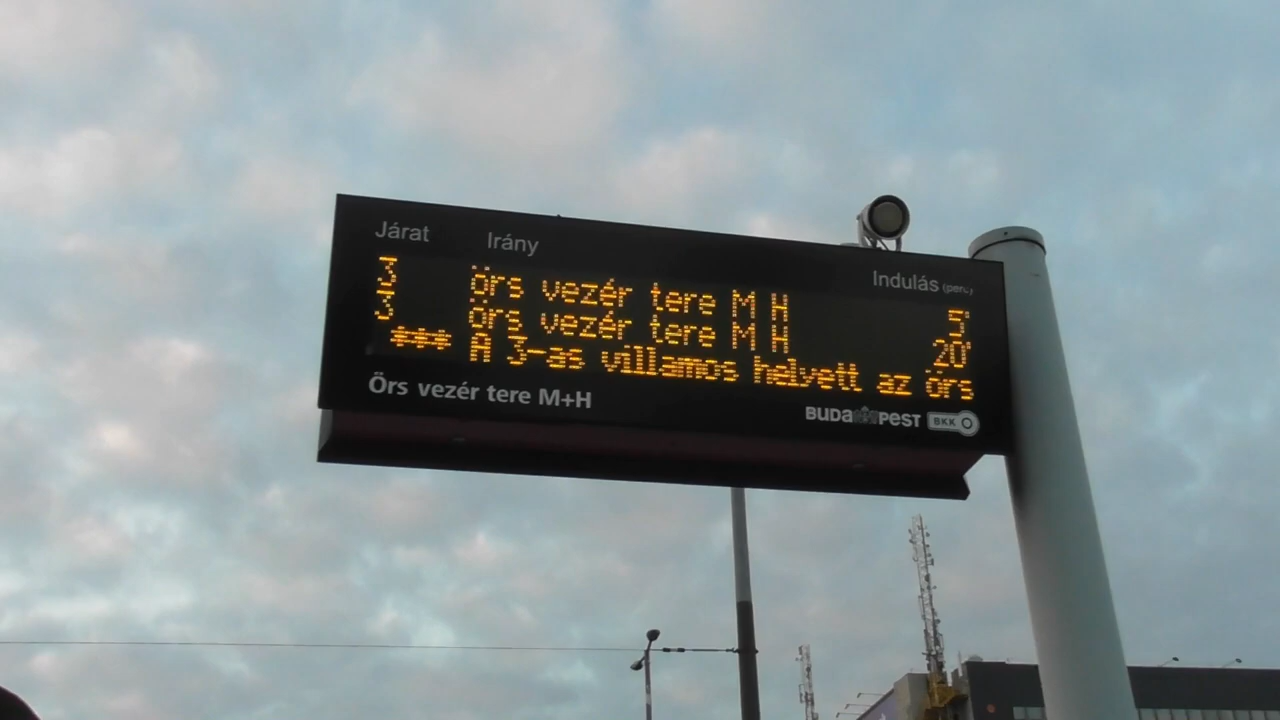 Járat Irány Indulás (perc)
3 Örs vezér tere M H 5'
3 Örs vezér tere M H 20'
*** A 3-as villamos helyett az Örs
Örs vezér tere M+H BUDAPEST BKK